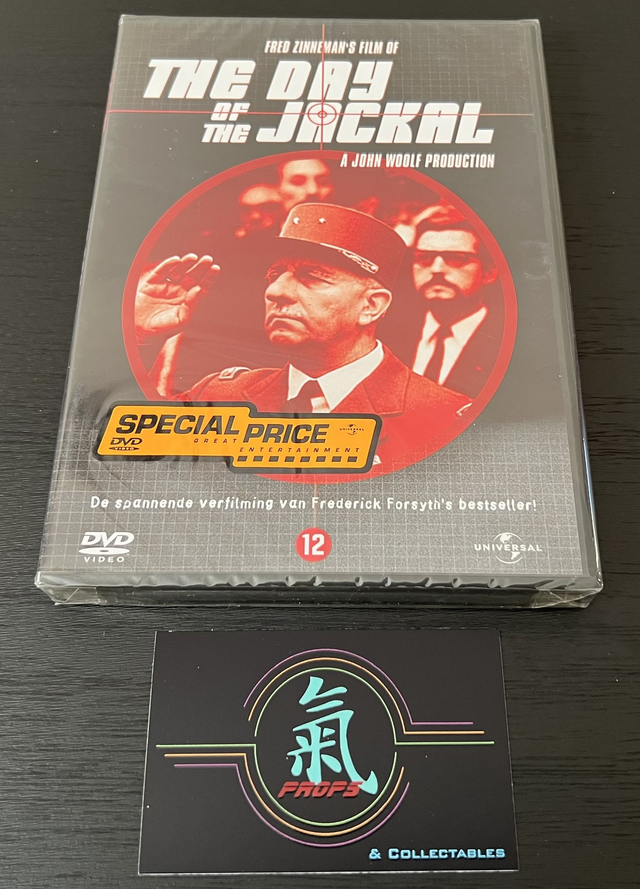 FRED ZINNEMAN'S FILM OF
THE DAY
OF
THE JACKAL
A JOHN WOOLF PRODUCTION
SPECIAL PRICE
DVD
VIDEO
GREAT ENTERTAINMENT
UNIVERSAL
De spannende verfilming van Frederick Forsyth's bestseller!
DVD
VIDEO
12
UNIVERSAL
氣
PROPS
& COLLECTABLES